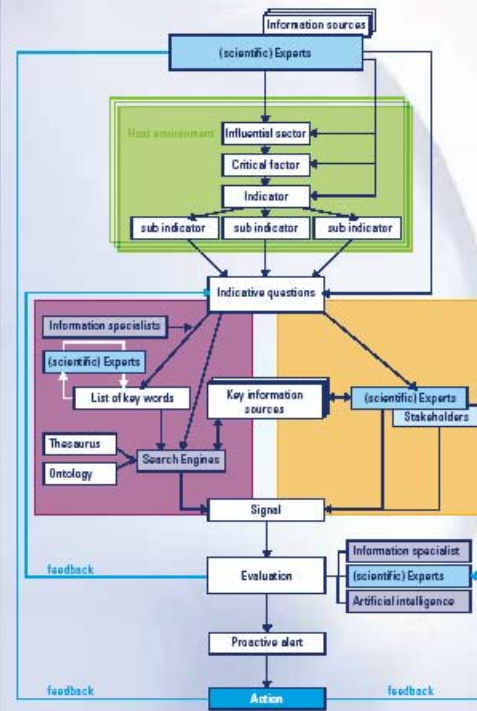 Information sources
(scientific) Experts
Host environment
Influential sector
Critical factor
Indicator
sub indicator
sub indicator
sub indicator
Indicative questions
Information specialists
(scientific) Experts
List of key words
Key information
sources
(scientific) Experts
Stakeholders
Thesaurus
Ontology
Search Engines
Signal
Information specialist
feedback
Evaluation
(scientific) Experts
Artificial intelligence
Proactive alert
feedback
Action
feedback